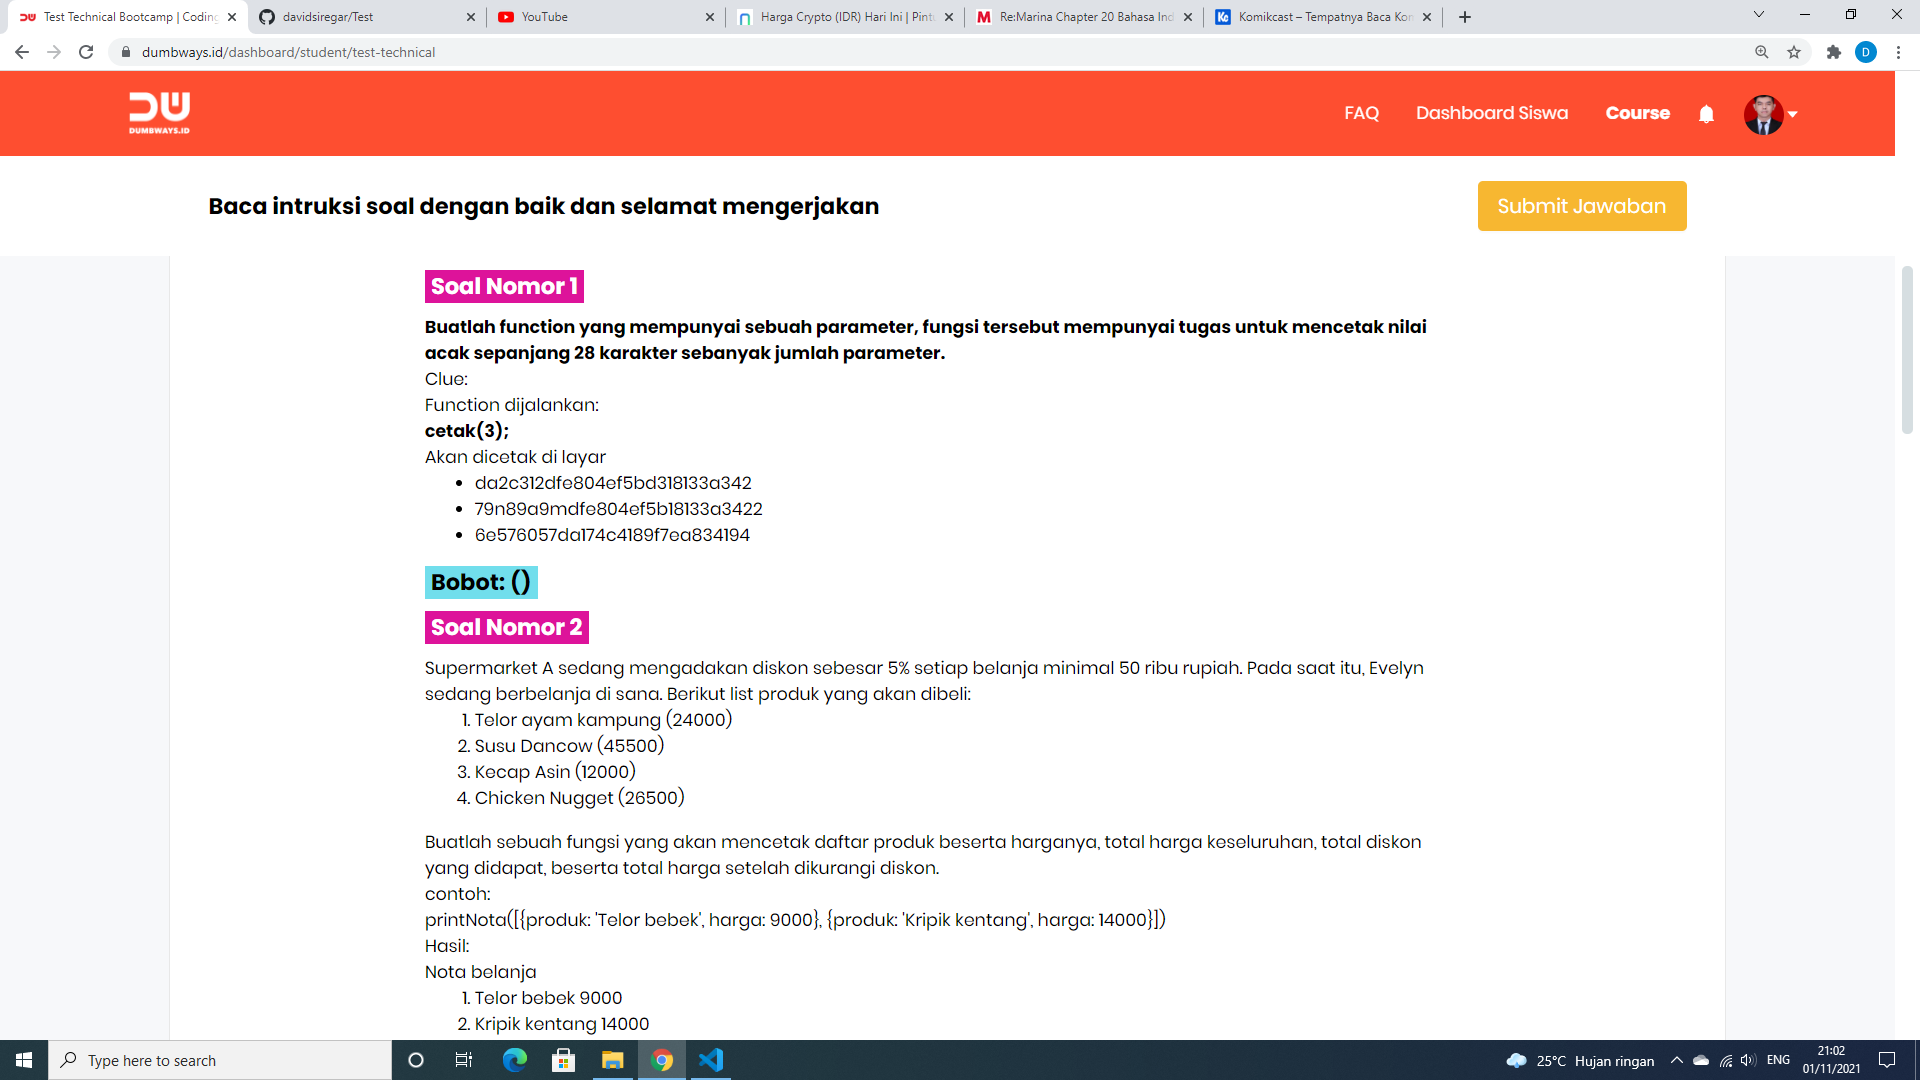 Test Technical Bootcamp | Coding
davidsiregar/Test
YouTube
Harga Crypto (IDR) Hari Ini | Pintu
Re:Marina Chapter 20 Bahasa Ind
Komikcast – Tempatnya Baca Kom
dumbways.id/dashboard/student/test-technical
D
DUMBWAYS.ID
FAQ
Dashboard Siswa
Course
Baca intruksi soal dengan baik dan selamat mengerjakan
Submit Jawaban
Soal Nomor 1
Buatlah function yang mempunyai sebuah parameter, fungsi tersebut mempunyai tugas untuk mencetak nilai
acak sepanjang 28 karakter sebanyak jumlah parameter.
Clue:
Function dijalankan:
cetak(3);
Akan dicetak di layar
• da2c312dfe804ef5bd318133a342
• 79n89a9mdfe804ef5b18133a3422
• 6e576057da174c4189f7ea834194
Bobot: ()
Soal Nomor 2
Supermarket A sedang mengadakan diskon sebesar 5% setiap belanja minimal 50 ribu rupiah. Pada saat itu, Evelyn
sedang berbelanja di sana. Berikut list produk yang akan dibeli:
1. Telor ayam kampung (24000)
2. Susu Dancow (45500)
3. Kecap Asin (12000)
4. Chicken Nugget (26500)
Buatlah sebuah fungsi yang akan mencetak daftar produk beserta harganya, total harga keseluruhan, total diskon
yang didapat, beserta total harga setelah dikurangi diskon.
contoh:
printNota([{produk: 'Telor bebek', harga: 9000}, {produk: 'Kripik kentang', harga: 14000}])
Hasil:
Nota belanja
1. Telor bebek 9000
2. Kripik kentang 14000
Type here to search
25°C Hujan ringan
ENG
21:02
01/11/2021